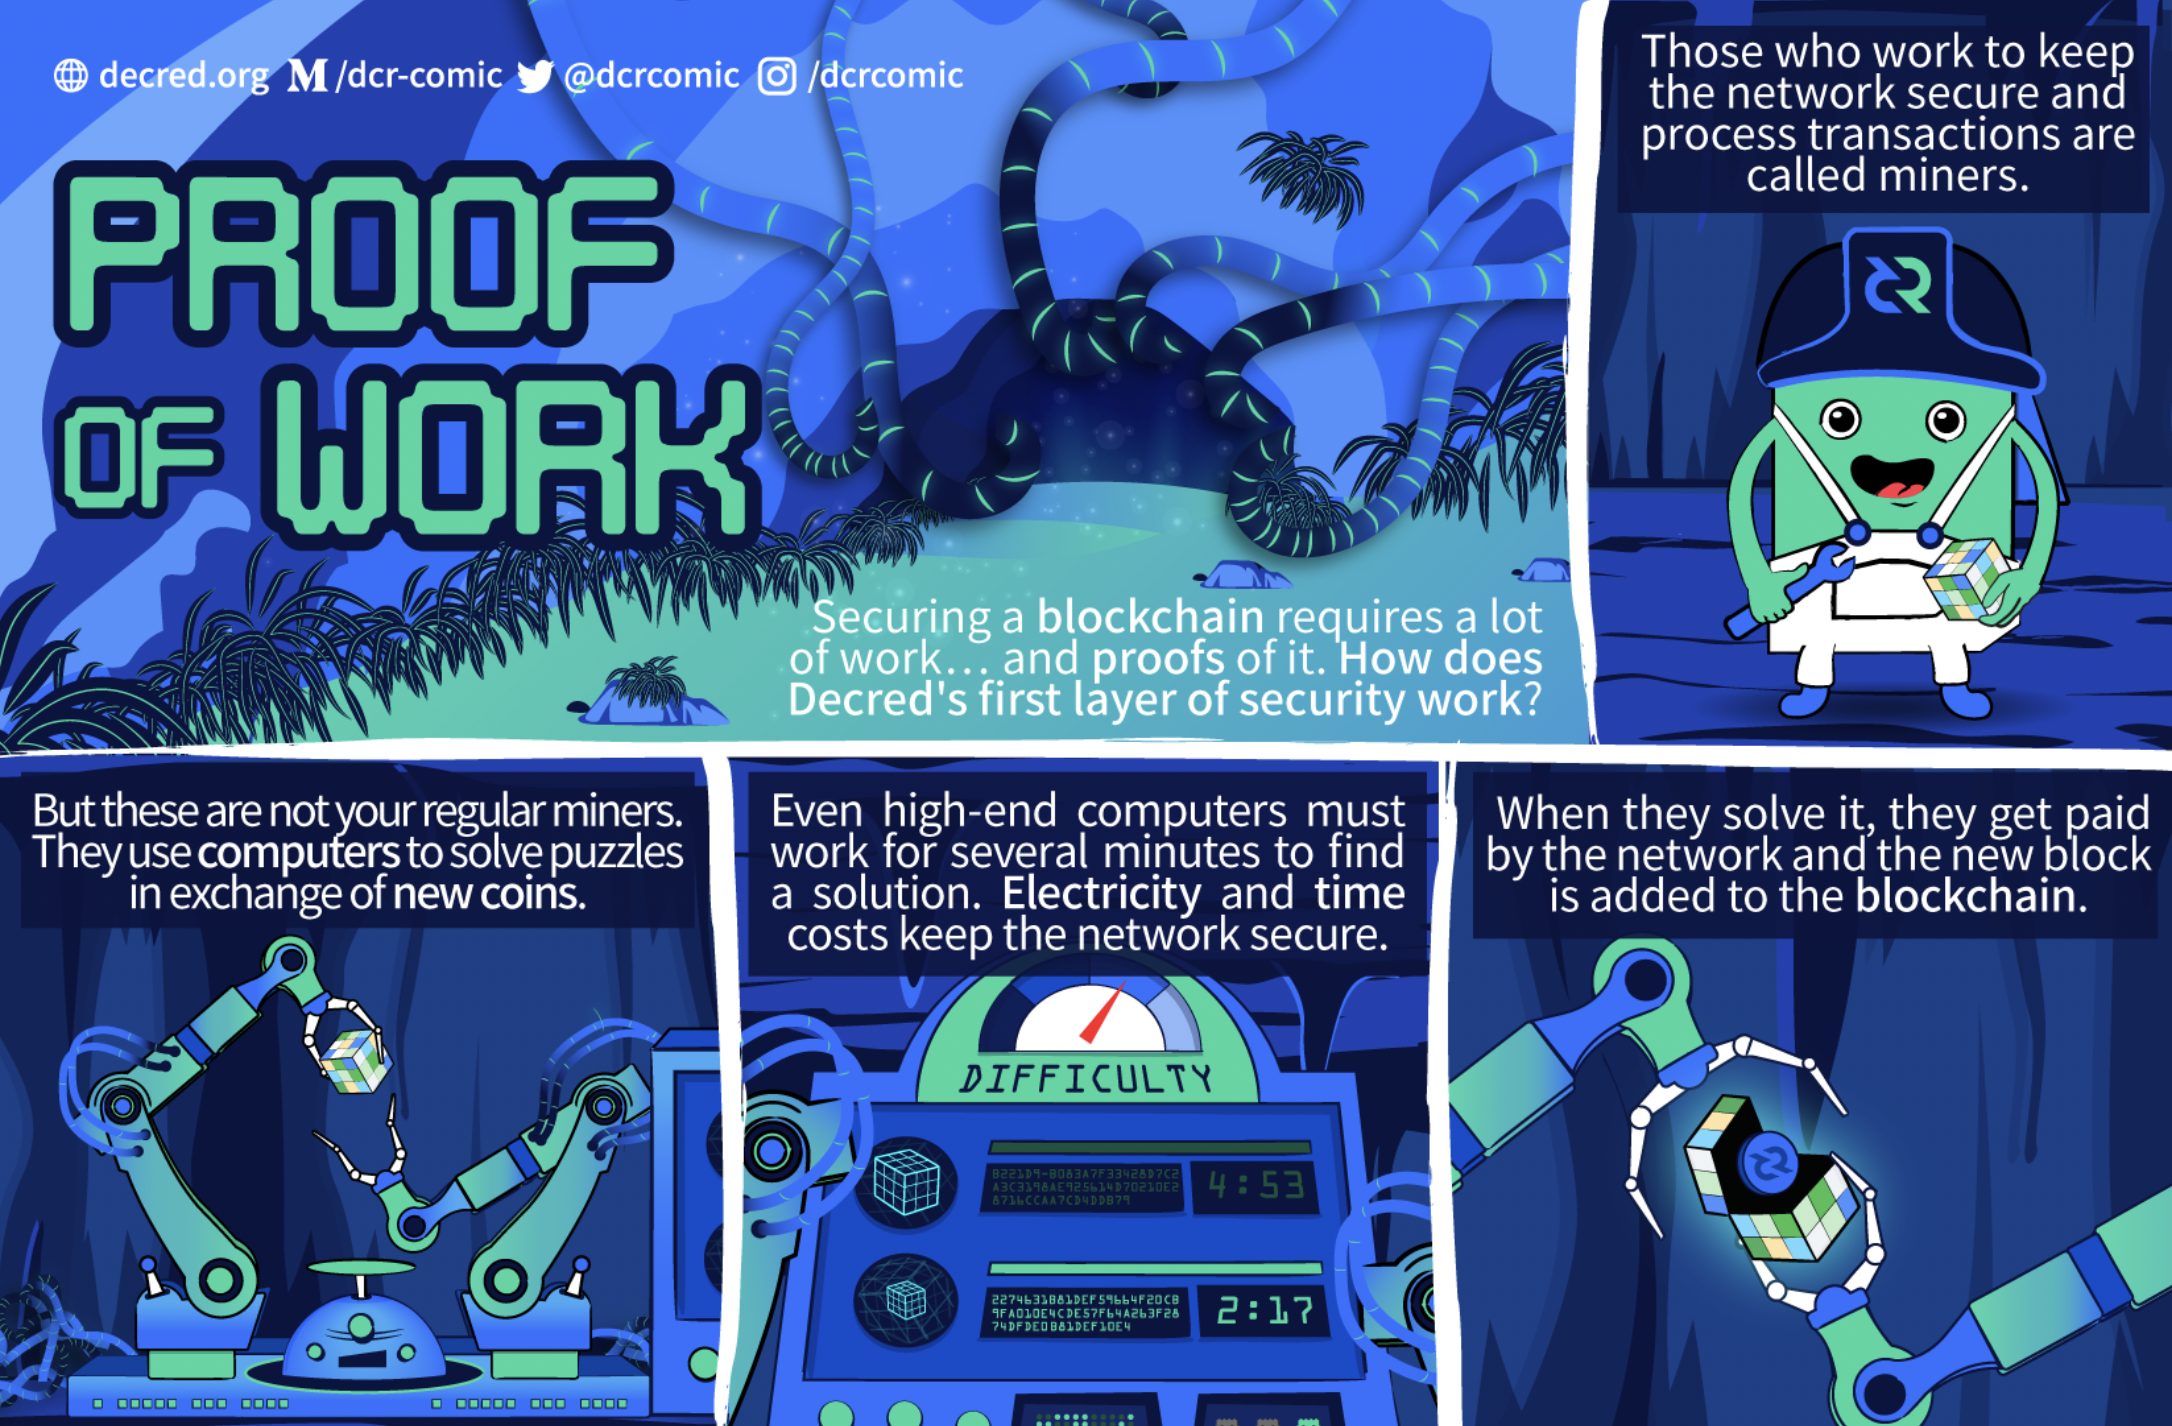 decred.org /dcr-comic @dcrcomic /dcrcomic
PROOF
OF WORK
Securing a blockchain requires a lot
of work... and proofs of it. How does
Decred's first layer of security work?
Those who work to keep
the network secure and
process transactions are
called miners.
But these are not your regular miners.
They use computers to solve puzzles
in exchange of new coins.
Even high-end computers must
work for several minutes to find
a solution. Electricity and time
costs keep the network secure.
DIFFICULTY
4:53
2:17
When they solve it, they get paid
by the network and the new block
is added to the blockchain.